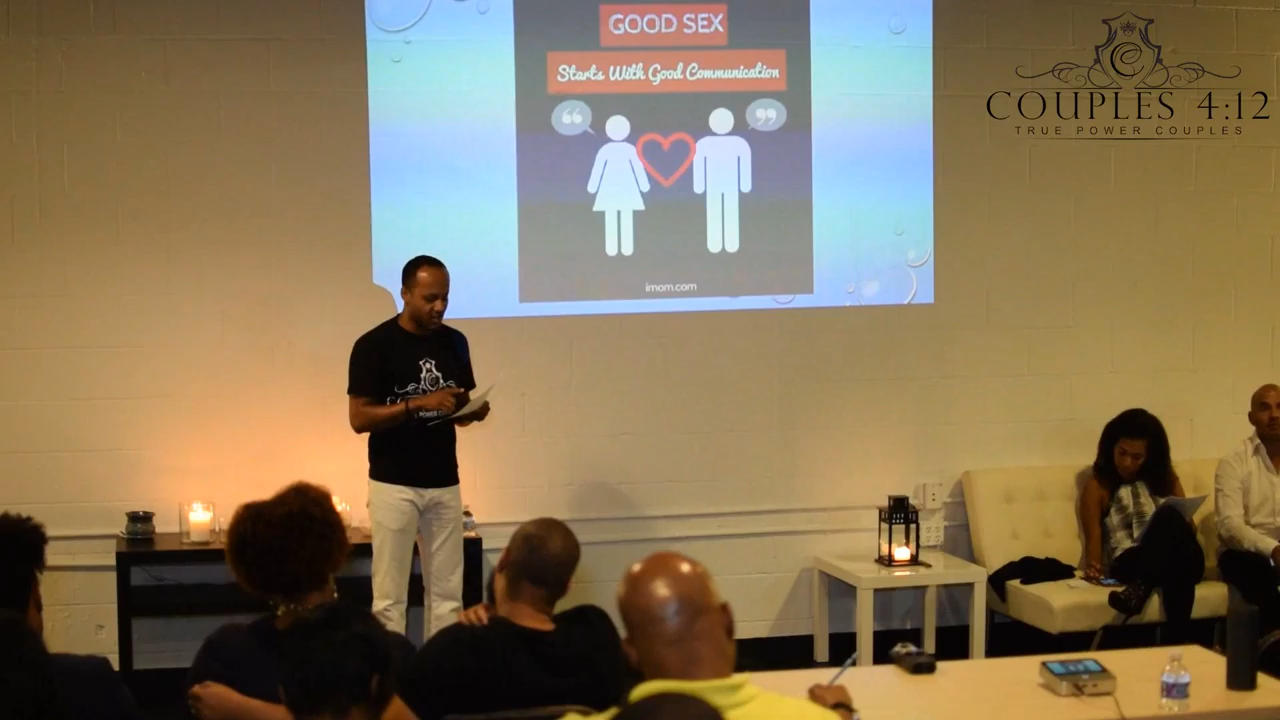 GOOD SEX
Starts With Good Communication
imom.com
COUPLES 4:12
TRUE POWER COUPLES